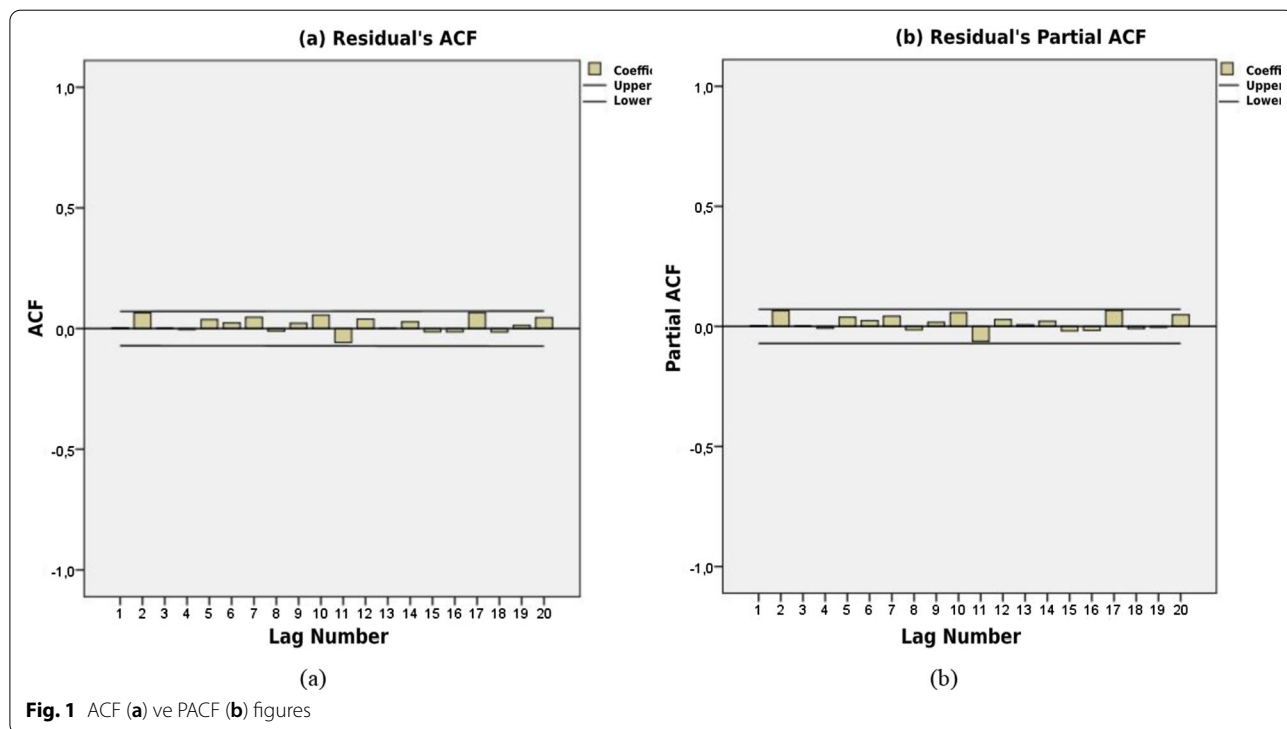 (a) Residual's ACF
Coeffi
Upper
Lower
1,0
0,5
0,0
-0,5
-1,0
ACF
1 2 3 4 5 6 7 8 9 10 11 12 13 14 15 16 17 18 19 20
Lag Number
(a)
(b) Residual's Partial ACF
Coeffi
Upper
Lower
1,0
0,5
0,0
-0,5
-1,0
Partial ACF
1 2 3 4 5 6 7 8 9 10 11 12 13 14 15 16 17 18 19 20
Lag Number
(b)
Fig. 1 ACF (a) ve PACF (b) figures